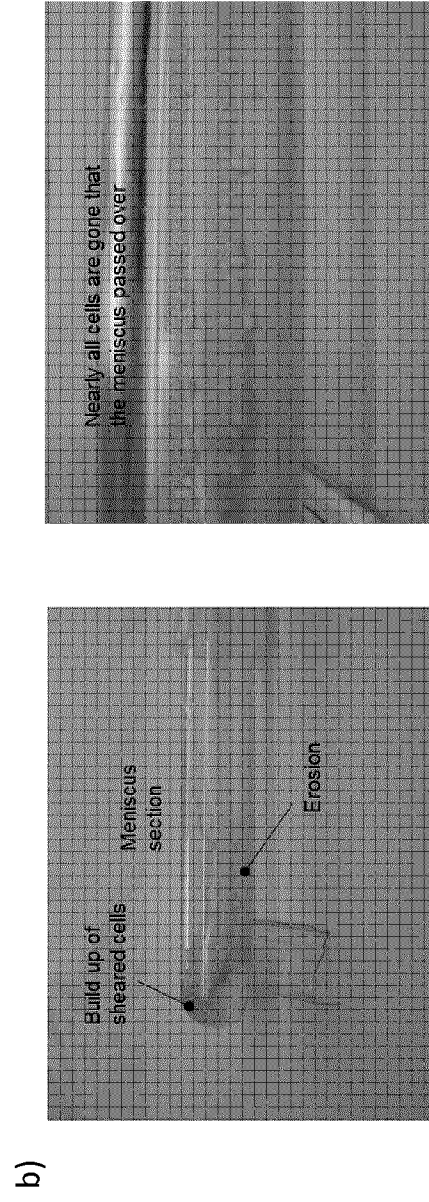 b)
Build up of
sheared cells
Meniscus
section
Erosion
Nearly all cells are gone that
the meniscus passed over